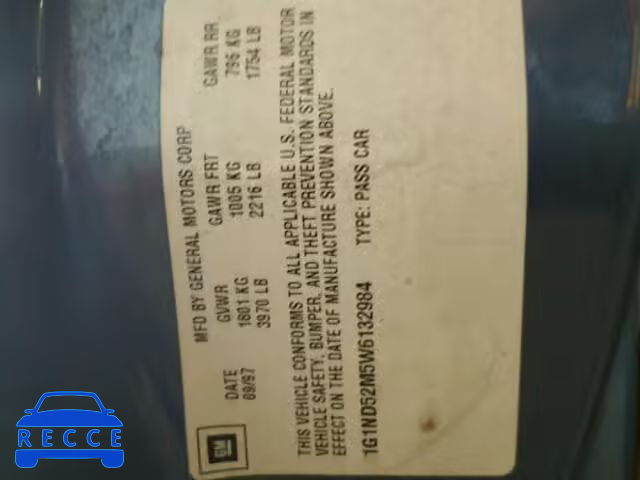 MFD BY GENERAL MOTORS CORP
DATE GVWR GAWR FRT GAWR RR.
09/97 1801 KG 1005 KG 796 KG
3970 LB 2216 LB 1754 LB
THIS VEHICLE CONFORMS TO ALL APPLICABLE U.S. FEDERAL MOTOR
VEHICLE SAFETY, BUMPER, AND THEFT PREVENTION STANDARDS IN
EFFECT ON THE DATE OF MANUFACTURE SHOWN ABOVE.
1G1ND52M5W6132984 TYPE: PASS CAR
GM
RECCE